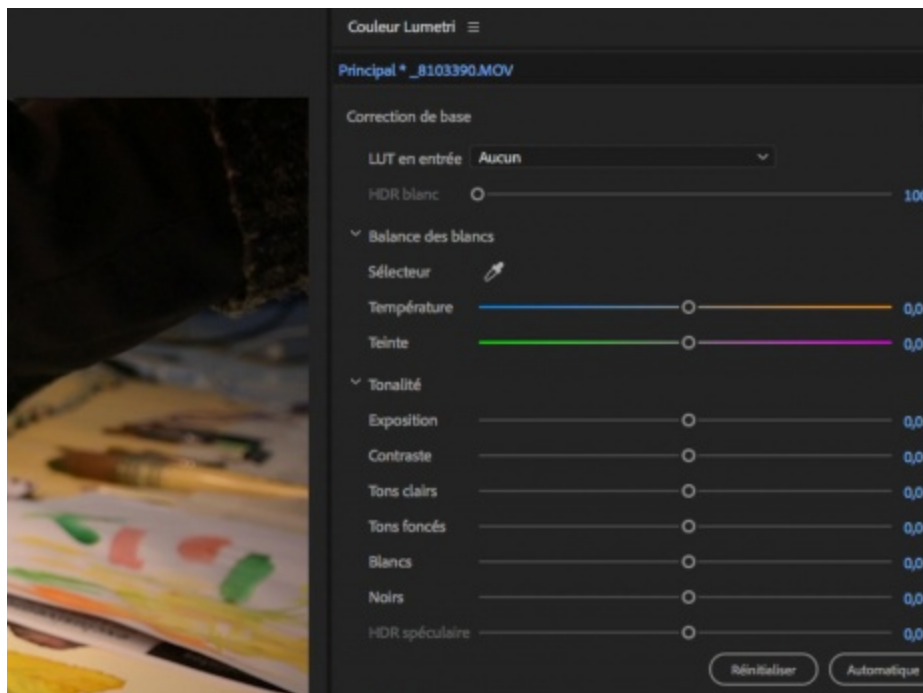 Couleur Lumetri
Principal * _8103390.MOV
Correction de base
LUT en entrée Aucun
HDR blanc 100
Balance des blancs
Sélecteur
Température 0,0
Teinte 0,0
Tonalité
Exposition 0,0
Contraste 0,0
Tons clairs 0,0
Tons foncés 0,0
Blancs 0,0
Noirs 0,0
HDR spéculaire 0,0
Réinitialiser Automatique